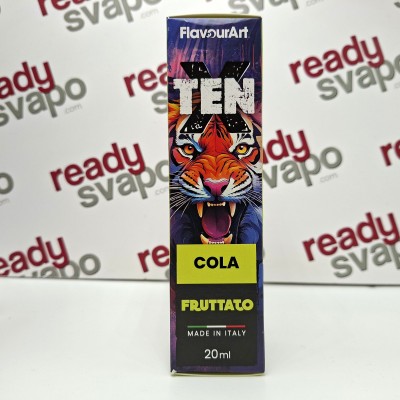 FlavourArt
X
TEN
COLA
FRUTTATO
MADE IN ITALY
20ml
ready
svapo
ready
svapo
ready
svapo
ready
svapo
ready
svapo
ready
svapo